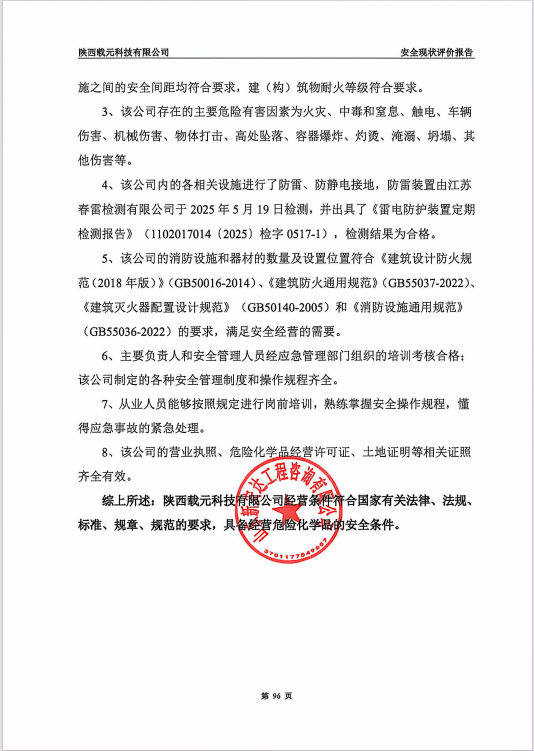 陕西载元科技有限公司 安全现状评价报告
施之间的安全间距均符合要求，建（构）筑物耐火等级符合要求。
3、该公司存在的主要危险有害因素为火灾、中毒和窒息、触电、车辆
伤害、机械伤害、物体打击、高处坠落、容器爆炸、灼烫、淹溺、坍塌、其
他伤害等。
4、该公司内的各相关设施进行了防雷、防静电接地，防雷装置由江苏
春雷检测有限公司于 2025 年 5 月 19 日检测，并出具了《雷电防护装置定期
检测报告》（1102017014〔2025〕检字 0517-1），检测结果为合格。
5、该公司的消防设施和器材的数量及设置位置符合《建筑设计防火规
范（2018 年版）》（GB50016-2014）、《建筑防火通用规范》（GB55037-2022）、
《建筑灭火器配置设计规范》（GB50140-2005）和《消防设施通用规范》
（GB55036-2022）的要求，满足安全经营的需要。
6、主要负责人和安全管理人员经应急管理部门组织的培训考核合格；
该公司制定的各种安全管理制度和操作规程齐全。
7、从业人员能够按照规定进行岗前培训，熟练掌握安全操作规程，懂
得应急事故的紧急处理。
8、该公司的营业执照、危险化学品经营许可证、土地证明等相关证照
齐全有效。
综上所述：陕西载元科技有限公司经营条件符合国家有关法律、法规、
标准、规章、规范的要求，具备经营危险化学品的安全条件。
达工程咨询有限公司
3701177049657
第 96 页